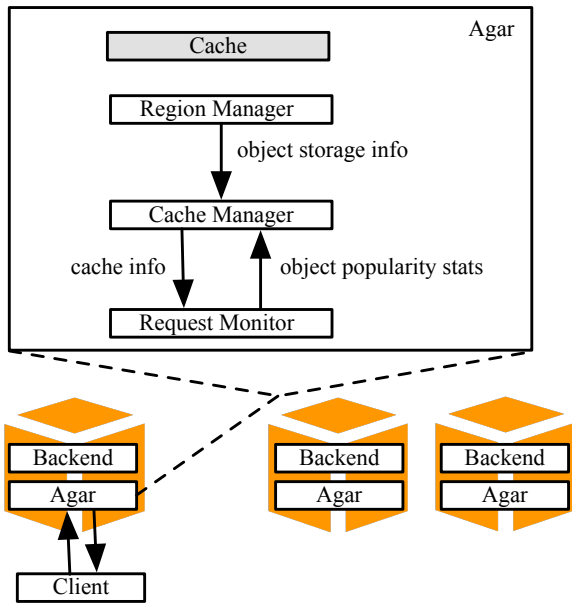 Agar
Cache
Region Manager
object storage info
Cache Manager
cache info
object popularity stats
Request Monitor
Backend
Backend
Backend
Agar
Agar
Agar
Client